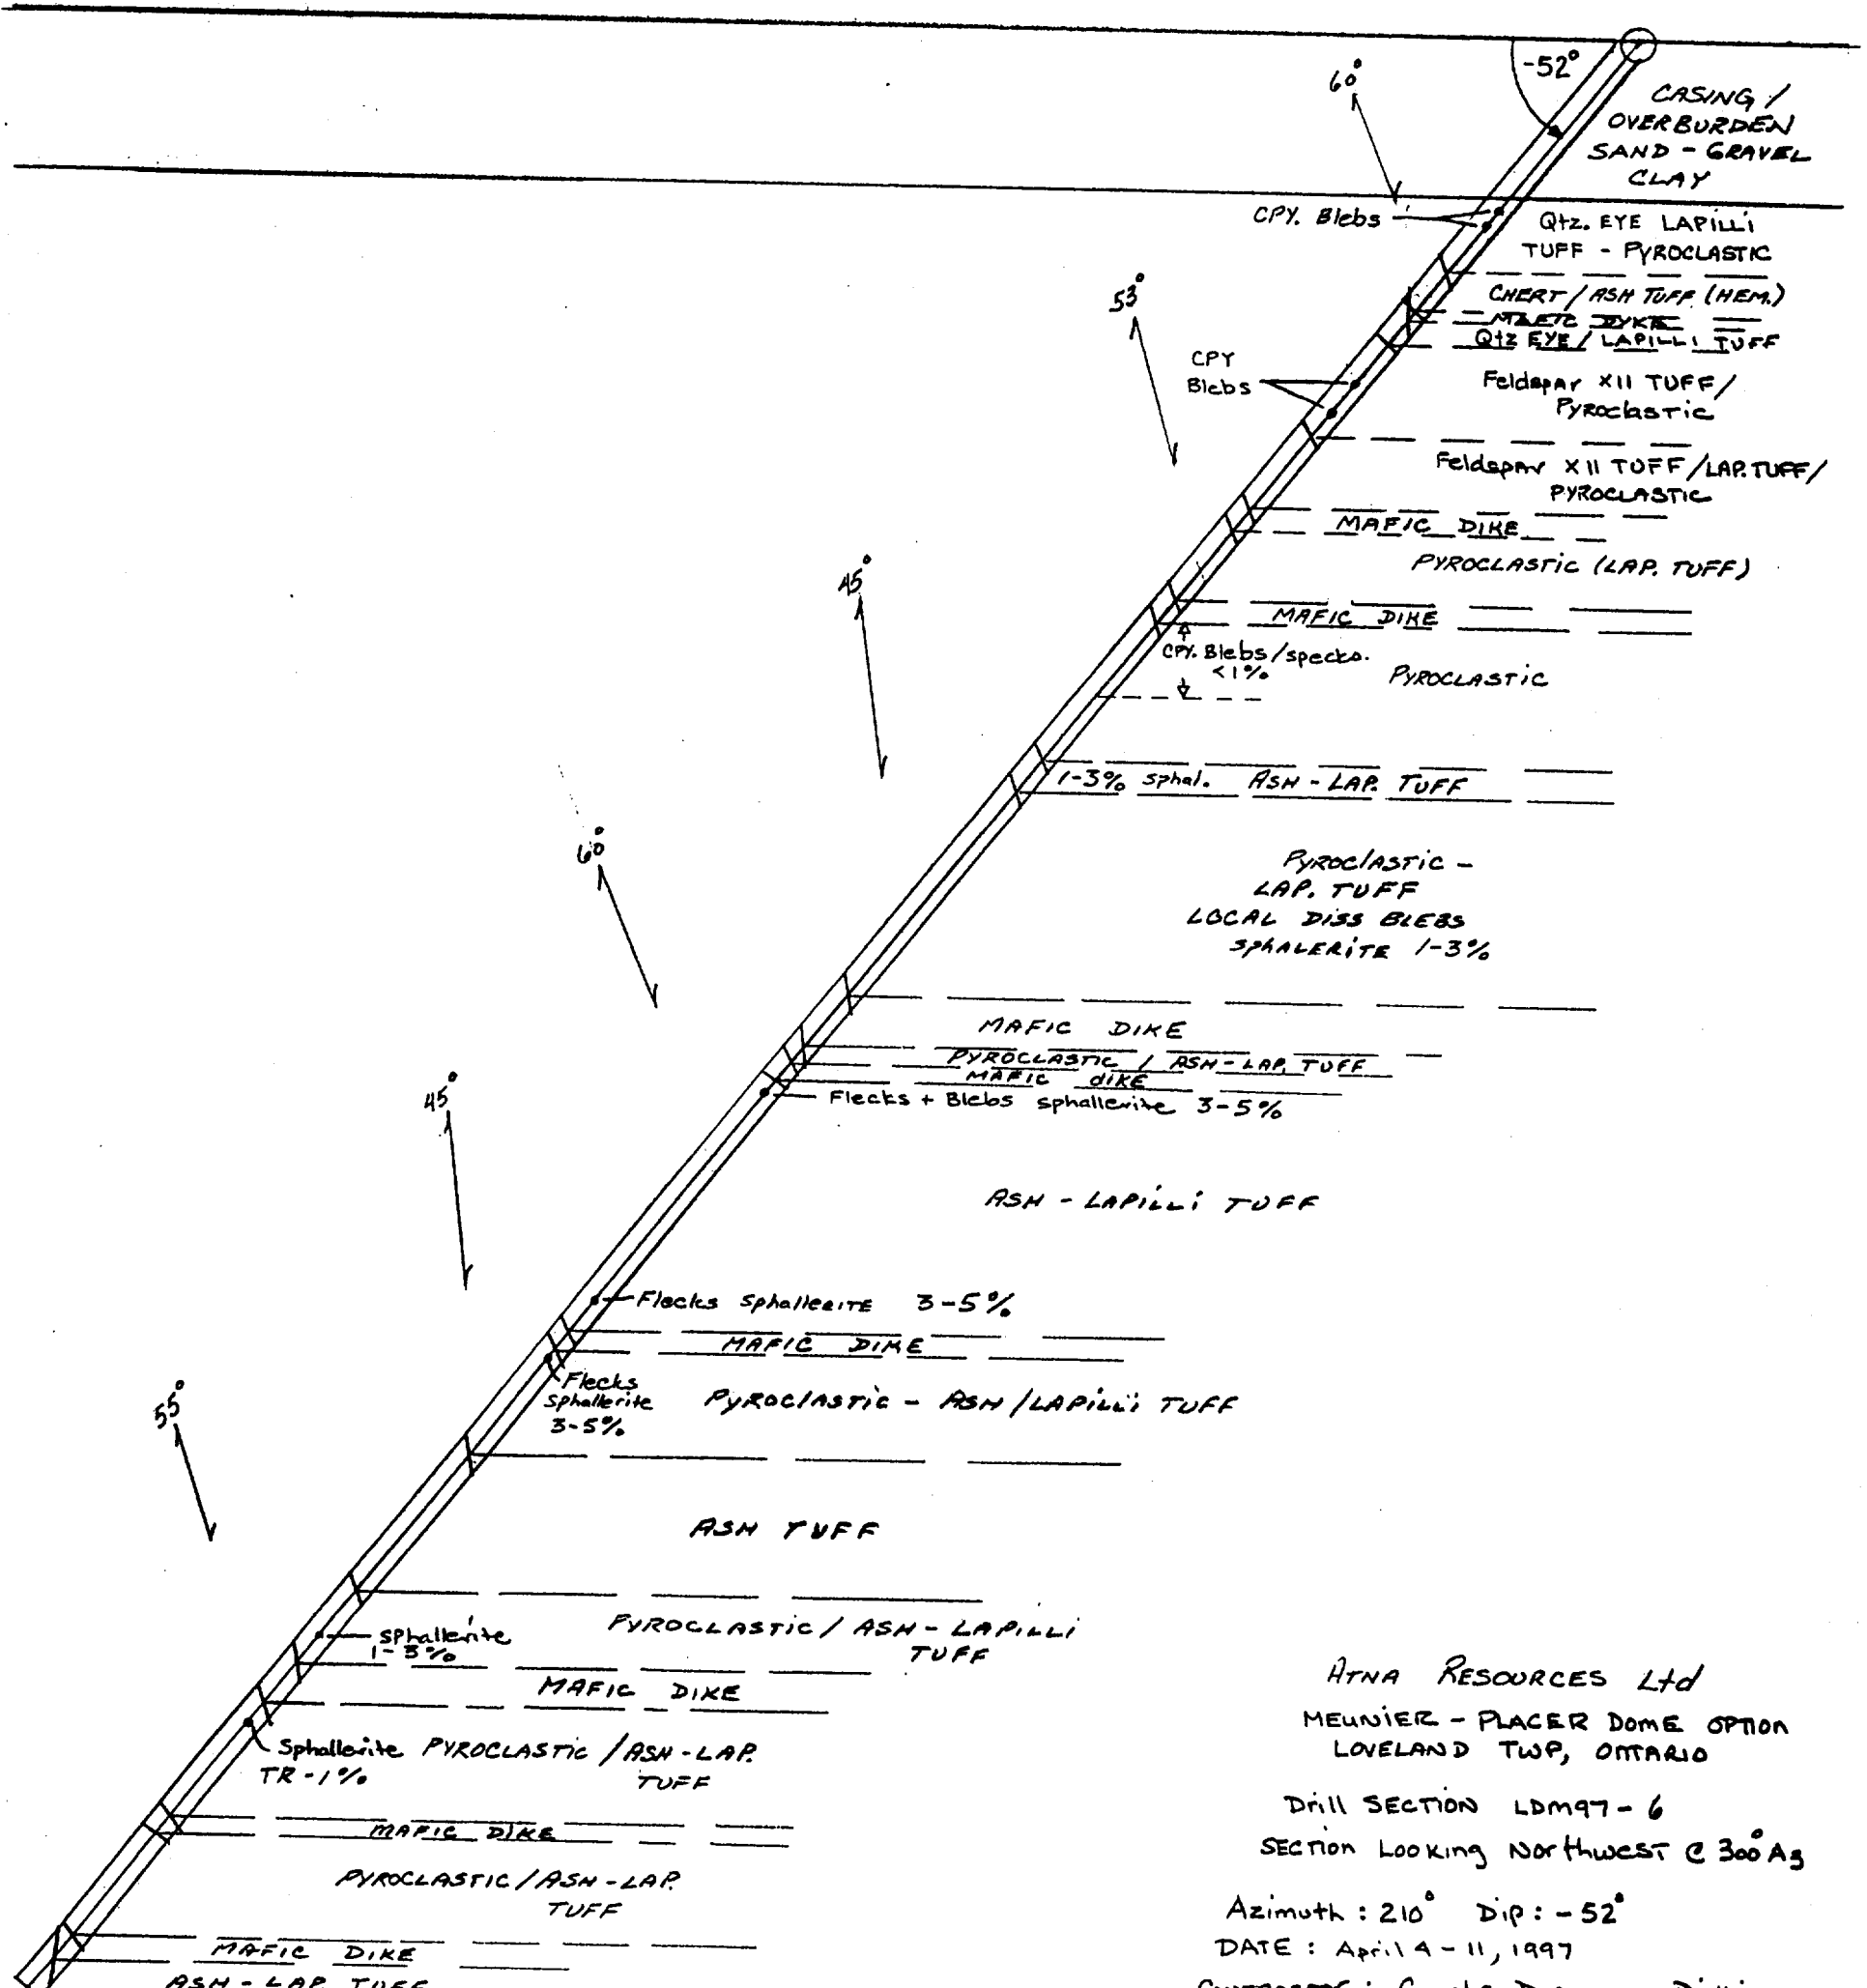 -52°
60°
CASING /
OVERBURDEN
SAND - GRAVEL
CLAY
CPY. Blebs
Qtz. EYE LAPILLI
TUFF - PYROCLASTIC
53°
CHERT / ASH TUFF (HEM.)
MAFIC DYKE
Qtz EYE / LAPILLI TUFF
CPY
Blebs
Feldspar XII TUFF /
Pyroclastic
Feldspar XII TUFF / LAP. TUFF /
PYROCLASTIC
MAFIC DIKE
PYROCLASTIC (LAP. TUFF)
45°
MAFIC DIKE
CPY. Blebs/specks.
<1%
PYROCLASTIC
1-3% sphal. ASH - LAP. TUFF
60°
PYROCLASTIC -
LAP. TUFF
LOCAL DISS BLEBS
SPHALERITE 1-3%
MAFIC DIKE
PYROCLASTIC / ASH - LAP. TUFF
MAFIC DIKE
Flecks + Blebs sphallerite 3-5%
45°
ASH - LAPILLI TUFF
Flecks Sphallerite 3-5%
MAFIC DIKE
Flecks
Sphallerite
3-5%
PYROCLASTIC - ASH / LAPILLI TUFF
55°
ASH TUFF
PYROCLASTIC / ASH - LAPILLI
TUFF
sphallerite
1-3%
MAFIC DIKE
Sphallerite
TR - 1%
PYROCLASTIC / ASH - LAP.
TUFF
MAFIC DIKE
PYROCLASTIC / ASH - LAP.
TUFF
MAFIC DIKE
ASH - LAP TUFF
ATNA RESOURCES Ltd
MEUNIER - PLACER DOME OPTION
LOVELAND TWP, ONTARIO
Drill SECTION LDM97-6
SECTION Looking Northwest @ 300° Az
Azimuth : 210° Dip : -52°
DATE : April 4 - 11, 1997